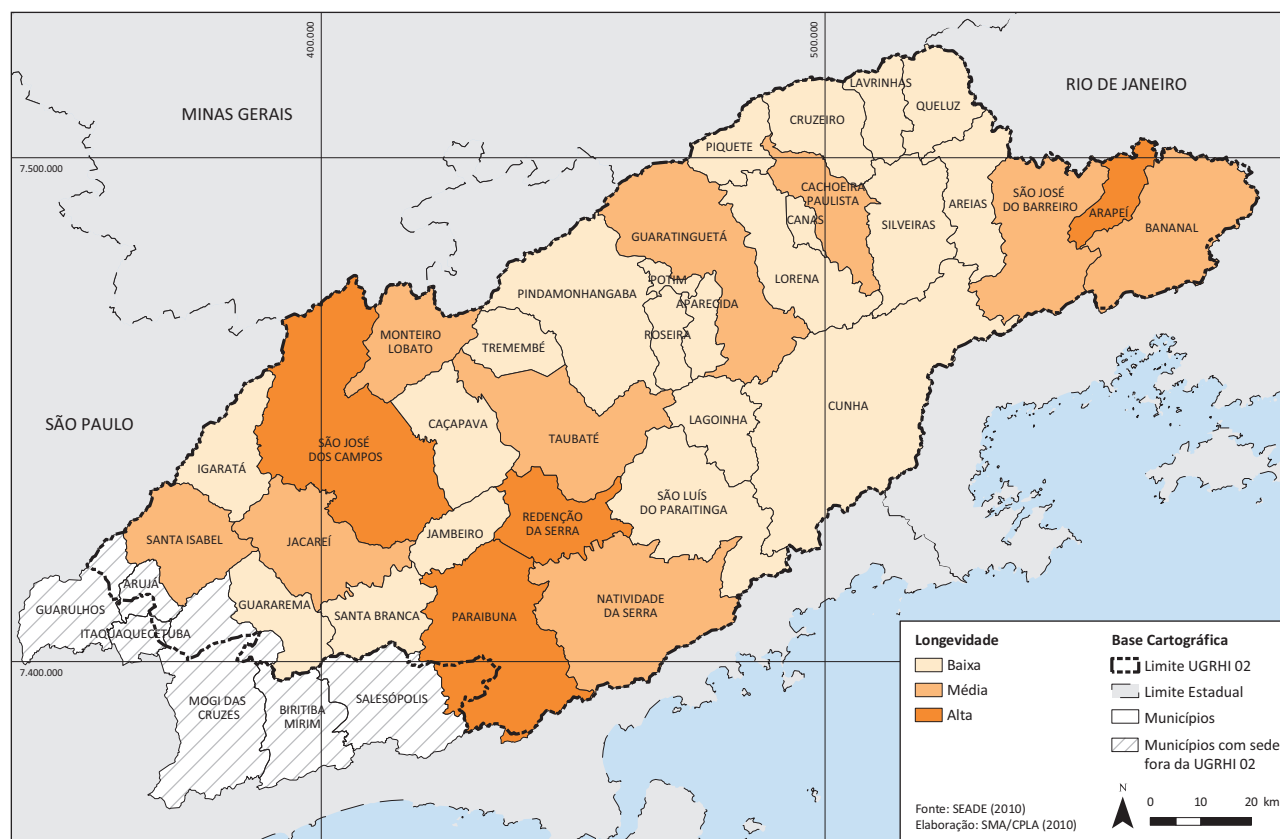 400.000
500.000
MINAS GERAIS
RIO DE JANEIRO
LAVRINHAS
QUELUZ
CRUZEIRO
PIQUETE
7.500.000
CACHOEIRA
PAULISTA
SÃO JOSÉ
DO BARREIRO
AREIAS
ARAPEÍ
CANAS
SILVEIRAS
BANANAL
GUARATINGUETÁ
LORENA
POTIM
PINDAMONHANGABA
APARECIDA
ROSEIRA
MONTEIRO
LOBATO
TREMEMBÉ
SÃO PAULO
CUNHA
LAGOINHA
CAÇAPAVA
TAUBATÉ
SÃO JOSÉ
DOS CAMPOS
IGARATÁ
SÃO LUÍS
DO PARAITINGA
REDENÇÃO
DA SERRA
JAMBEIRO
SANTA ISABEL
JACAREÍ
ARUJÁ
GUARULHOS
GUARAREMA
SANTA BRANCA
PARAIBUNA
NATIVIDADE
DA SERRA
ITAQUAQUECETUBA
7.400.000
MOGI DAS
CRUZES
BIRITIBA
MIRIM
SALESÓPOLIS
Longevidade
Baixa
Média
Alta
Base Cartográfica
Limite UGRHI 02
Limite Estadual
Municípios
Municípios com sede
fora da UGRHI 02
Fonte: SEADE (2010)
Elaboração: SMA/CPLA (2010)
N
0 10 20 km